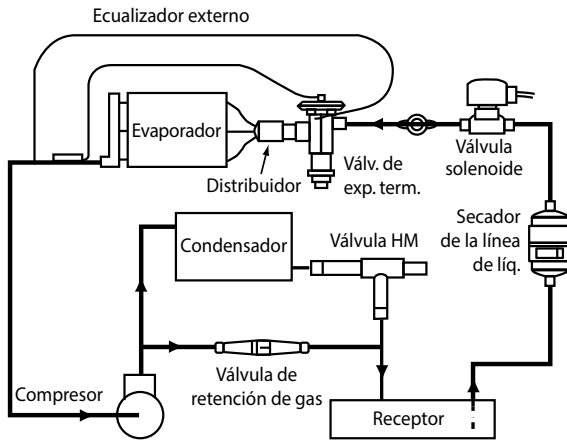 Ecualizador externo
Evaporador
Distribuidor
Válv. de
exp. term.
Válvula
solenoide
Secador
de la línea
de líq.
Condensador
Válvula HM
Válvula de
retención de gas
Compresor
Receptor